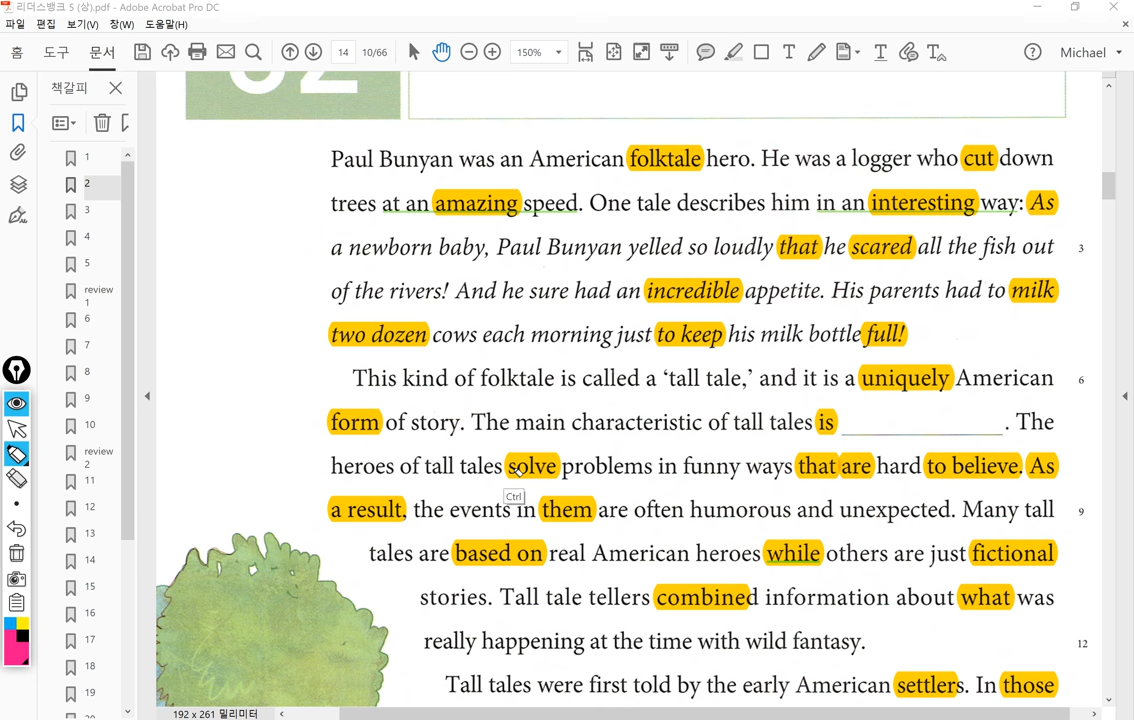 리더스뱅크 5 (상).pdf - Adobe Acrobat Pro DC
파일 편집 보기(V) 창(W) 도움말(H)
홈 도구 문서 14 10/66 150% Michael
책갈피
02
1
2
3
4
5
review
1
6
7
8
9
10
review
2
11
12
13
14
15
16
17
18
19
Paul Bunyan was an American folktale hero. He was a logger who cut down
trees at an amazing speed. One tale describes him in an interesting way: As
a newborn baby, Paul Bunyan yelled so loudly that he scared all the fish out 3
of the rivers! And he sure had an incredible appetite. His parents had to milk
two dozen cows each morning just to keep his milk bottle full!
This kind of folktale is called a ‘tall tale,’ and it is a uniquely American 6
form of story. The main characteristic of tall tales is ____________. The
heroes of tall tales solve problems in funny ways that are hard to believe. As
Ctrl
a result, the events in them are often humorous and unexpected. Many tall 9
tales are based on real American heroes while others are just fictional
stories. Tall tale tellers combined information about what was
really happening at the time with wild fantasy. 12
Tall tales were first told by the early American settlers. In those
192 x 261 밀리미터